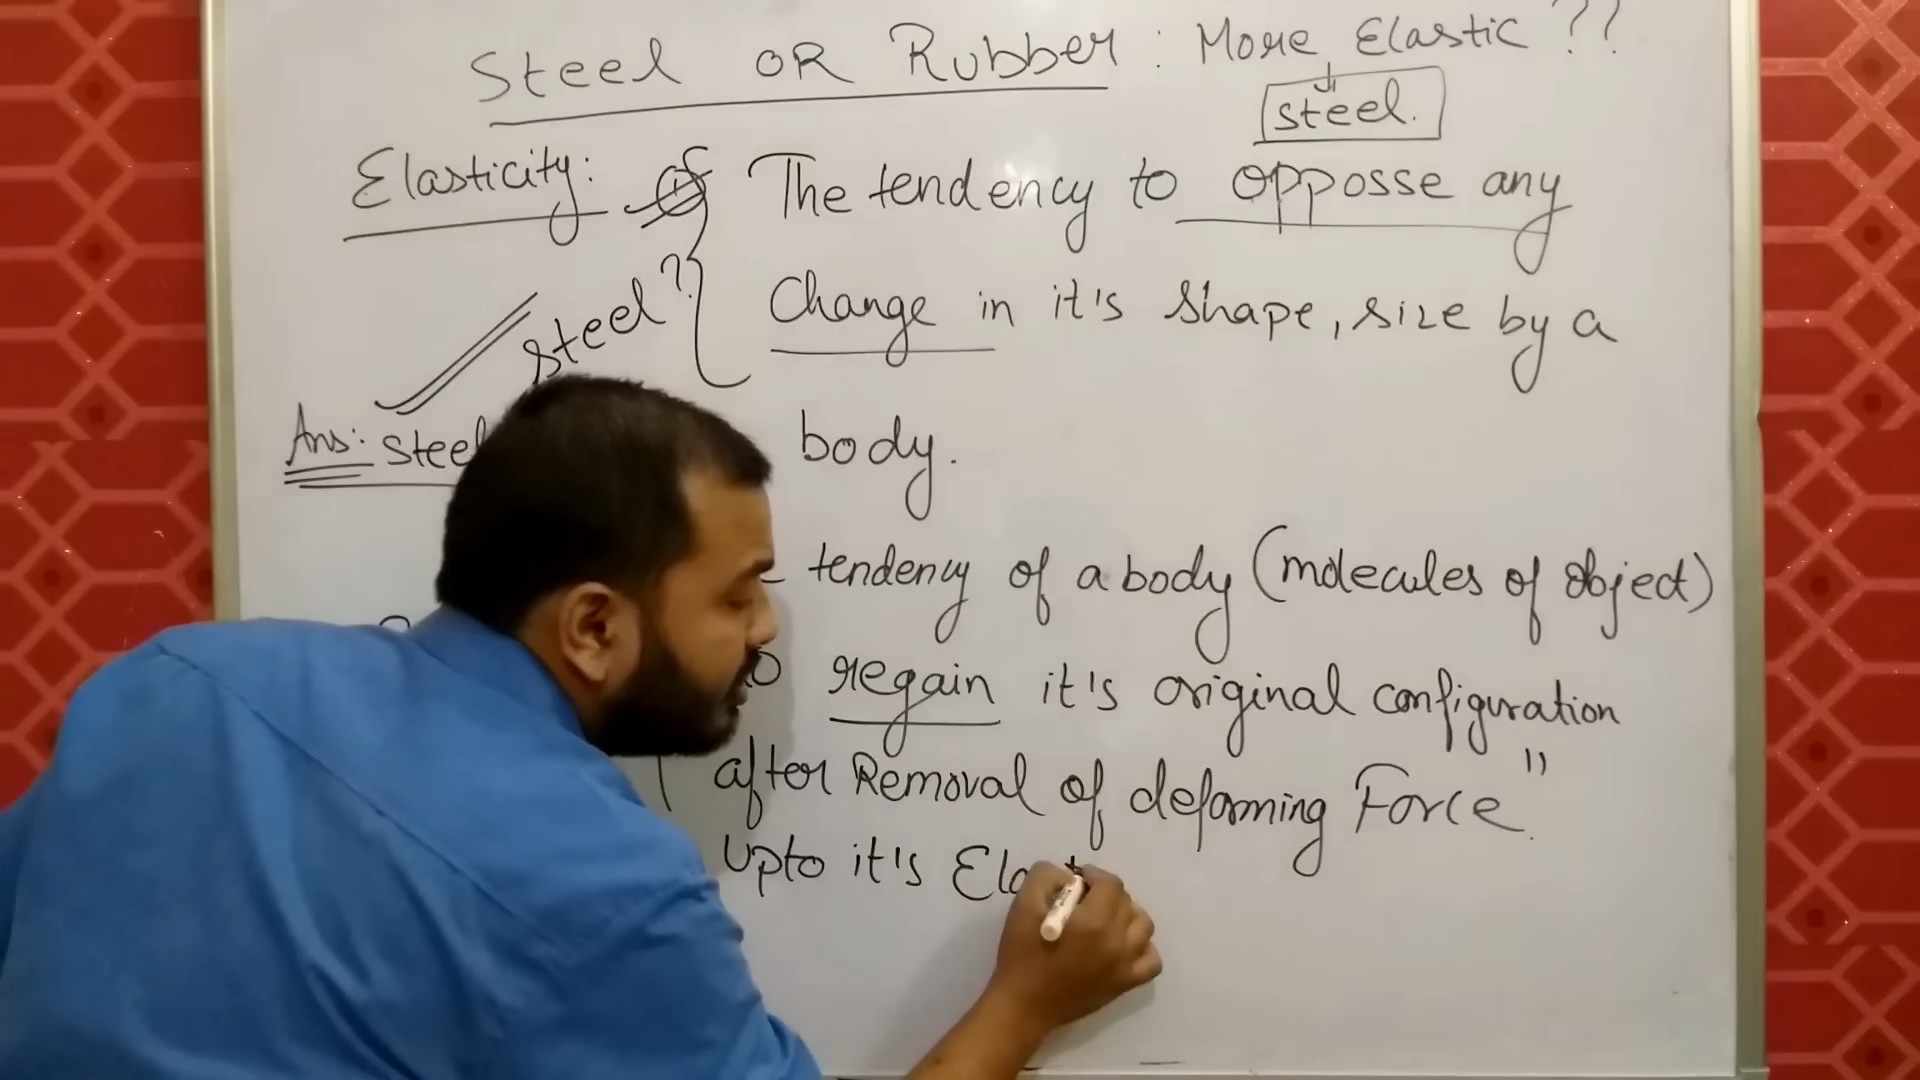 Steel OR Rubber : More Elastic ??
steel.
Elasticity: The tendency to opposse any
Change in it's shape, size by a
steel?
Ans: steel
body.
- tendency of a body (molecules of object)
regain it's original configuration
after Removal of deforming Force"
Upto it's Elast